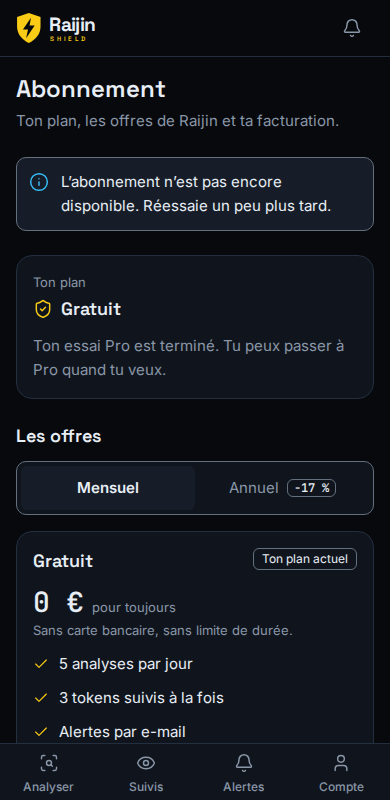 Raijin
SHIELD
Abonnement
Ton plan, les offres de Raijin et ta facturation.
L'abonnement n'est pas encore
disponible. Réessaie un peu plus tard.
Ton plan
Gratuit
Ton essai Pro est terminé. Tu peux passer à
Pro quand tu veux.
Les offres
Mensuel
Annuel -17 %
Gratuit
Ton plan actuel
0 € pour toujours
Sans carte bancaire, sans limite de durée.
5 analyses par jour
3 tokens suivis à la fois
Alertes par e-mail
Analyser
Suivis
Alertes
Compte